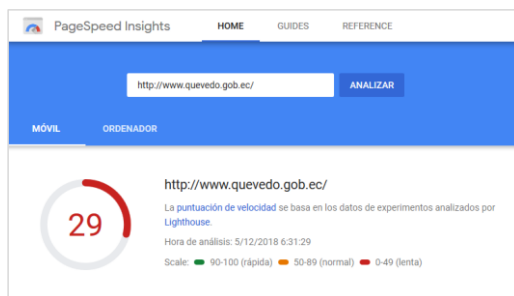 PageSpeed Insights HOME GUIDES REFERENCE
http://www.quevedo.gob.ec/ ANALIZAR
MÓVIL ORDENADOR
29
http://www.quevedo.gob.ec/
La puntuación de velocidad se basa en los datos de experimentos analizados por
Lighthouse.
Hora de análisis: 5/12/2018 6:31:29
Scale: 90-100 (rápida) 50-89 (normal) 0-49 (lenta)